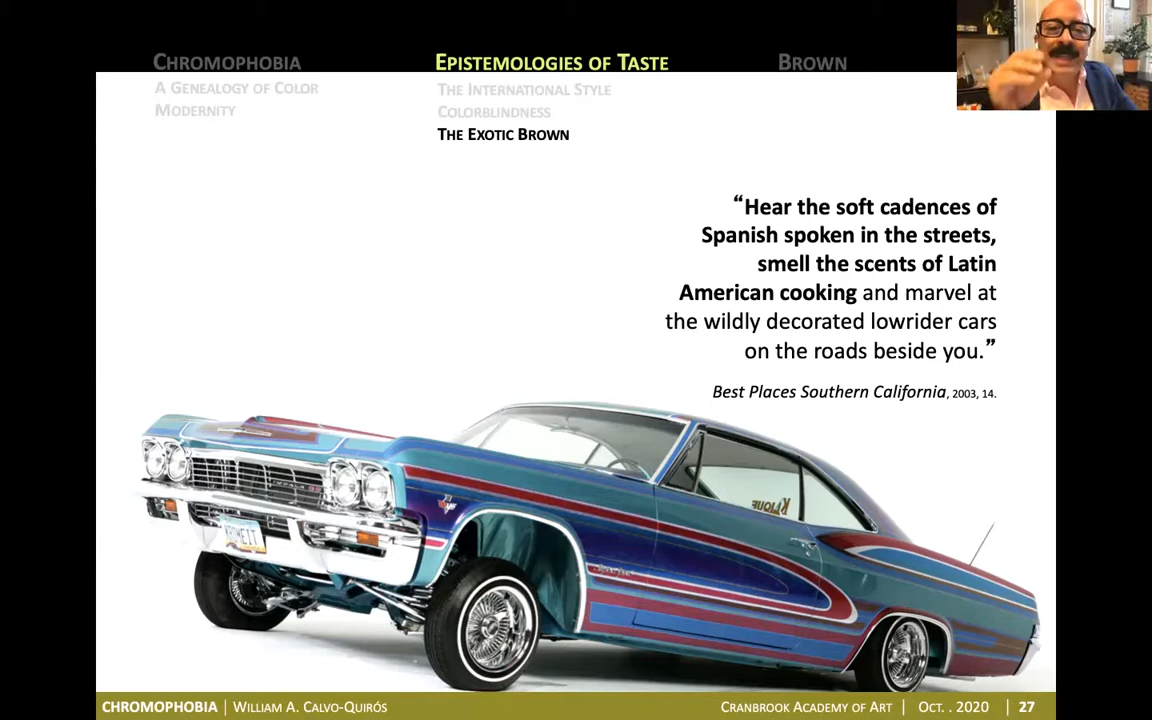 CHROMOPHOBIA
A GENEALOGY OF COLOR
MODERNITY
EPISTEMOLOGIES OF TASTE
THE INTERNATIONAL STYLE
COLORBLINDNESS
THE EXOTIC BROWN
BROWN
“Hear the soft cadences of
Spanish spoken in the streets,
smell the scents of Latin
American cooking and marvel at
the wildly decorated lowrider cars
on the roads beside you.”
Best Places Southern California, 2003, 14.
KLIQUE
CHROMOPHOBIA | WILLIAM A. CALVO-QUIRÓS
CRANBROOK ACADEMY OF ART | OCT. . 2020 | 27